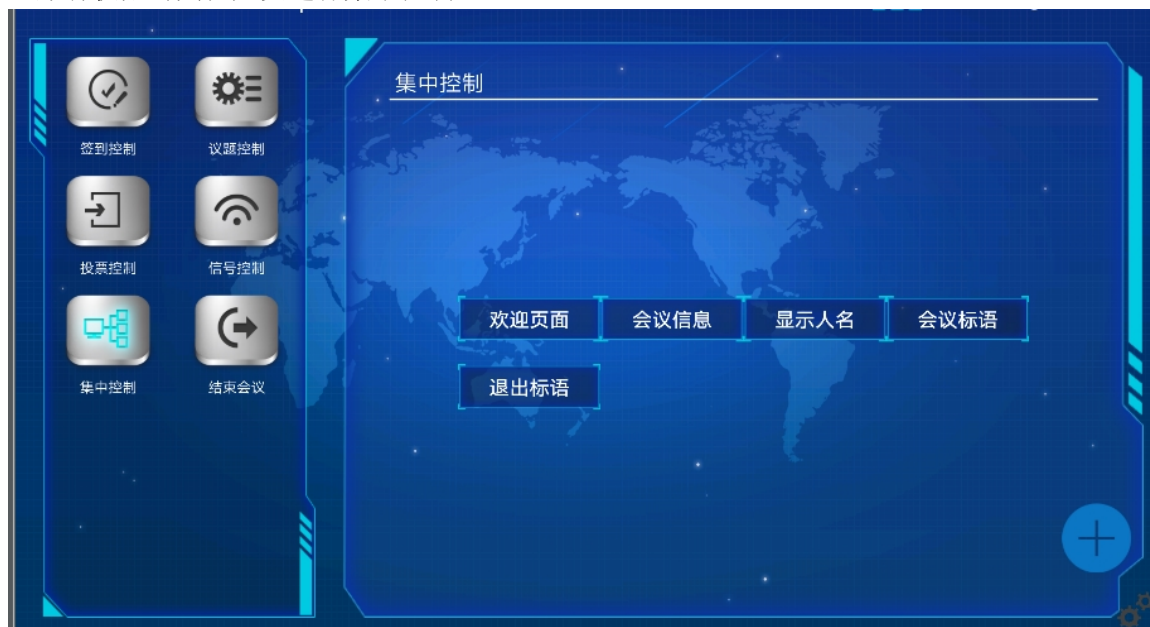 签到控制
议题控制
投票控制
信号控制
集中控制
结束会议
集中控制
欢迎页面
会议信息
显示人名
会议标语
退出标语